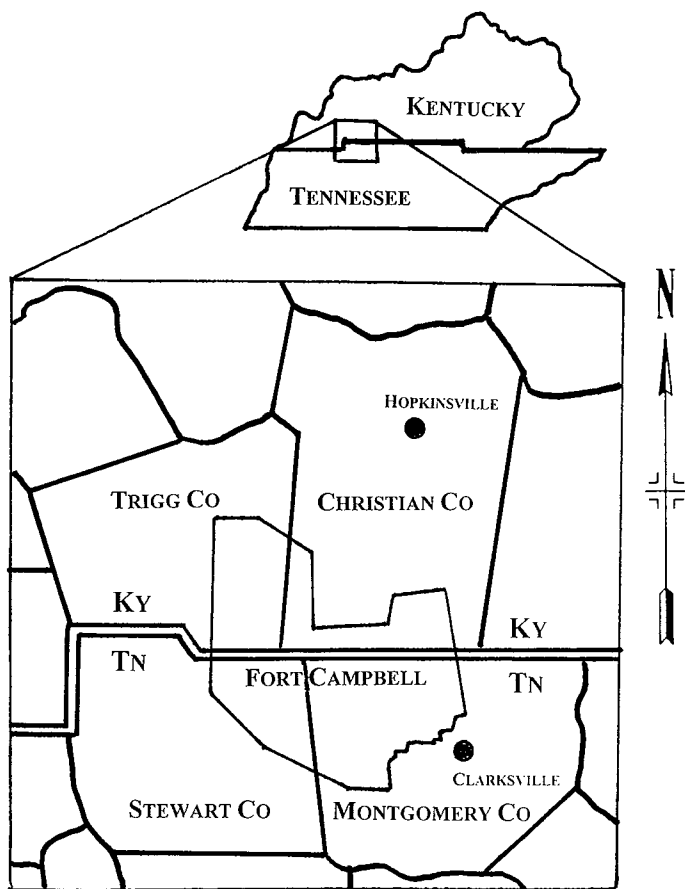 KENTUCKY
TENNESSEE
N
HOPKINSVILLE
TRIGG CO
CHRISTIAN CO
KY
KY
TN
FORT CAMPBELL
TN
CLARKSVILLE
STEWART CO
MONTGOMERY CO